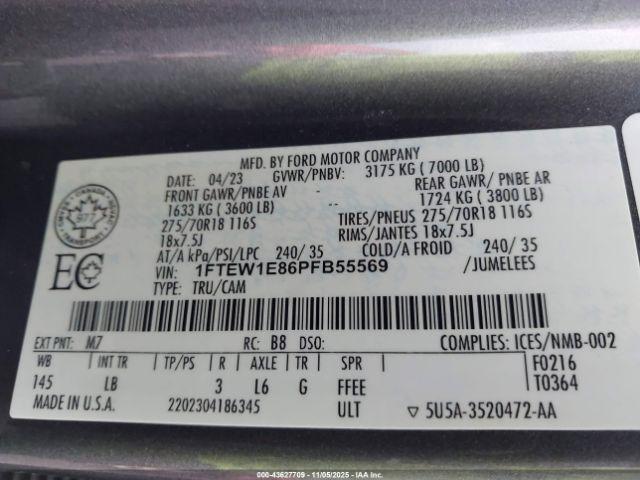 MFD. BY FORD MOTOR COMPANY
DATE: 04/23 GVWR/PNBV: 3175 KG ( 7000 LB)
FRONT GAWR/PNBE AV - REAR GAWR/ PNBE AR
1633 KG ( 3600 LB) - 1724 KG ( 3800 LB)
275/70R18 116S TIRES/PNEUS 275/70R18 116S
18x7.5J RIMS/JANTES 18x7.5J
AT/A kPa/PSI/LPC 240/ 35 COLD/A FROID 240/ 35
VIN: 1FTEW1E86PFB55569 /JUMELEES
TYPE: TRU/CAM
CANADA
977
TRANSPORT
EC
EXT PNT: M7 RC: B8 DSO: COMPLIES: ICES/NMB-002
WB INT TR TP/PS R AXLE TR SPR F0216
145 LB 3 L6 G FFEE T0364
MADE IN U.S.A. 2202304186345 ULT ▽ 5U5A-3520472-AA
000-43627709 - 11/05/2025 - IAAI.COM